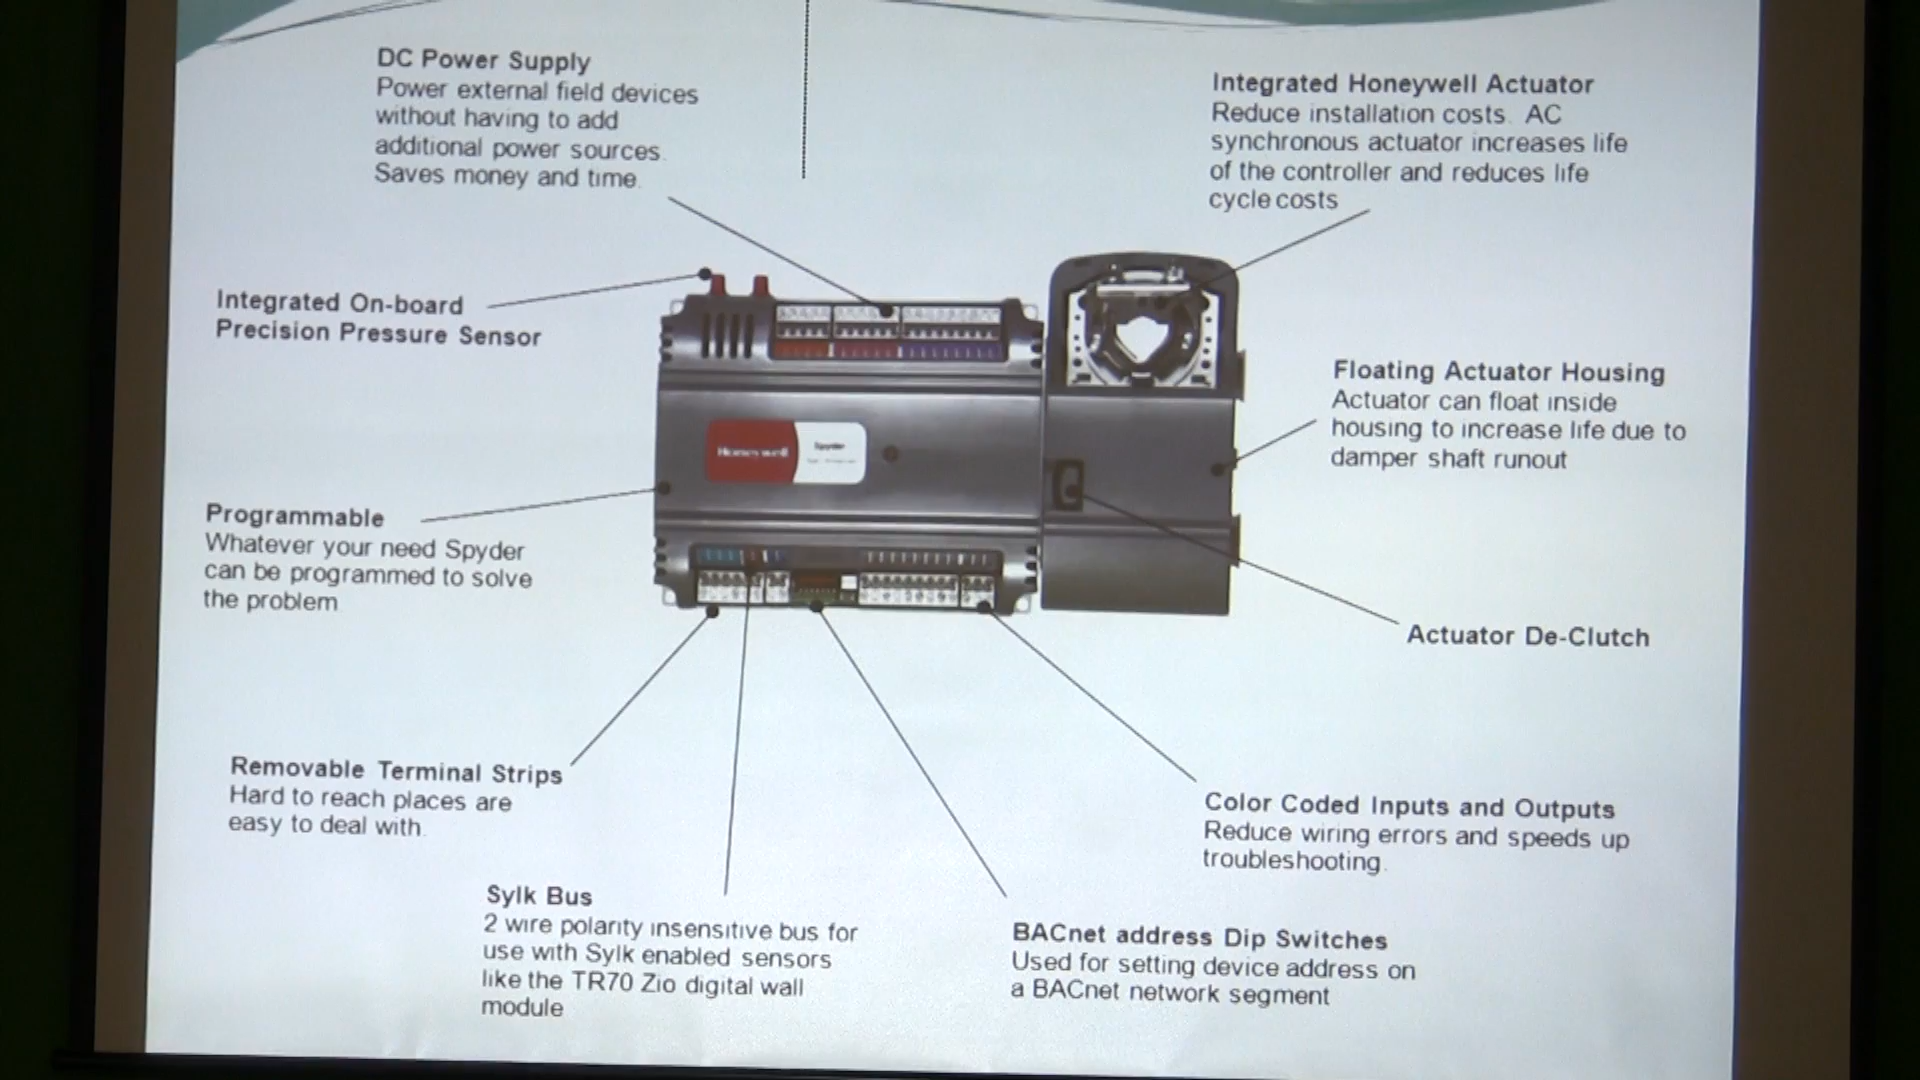 DC Power Supply
Power external field devices
without having to add
additional power sources.
Saves money and time.
Integrated Honeywell Actuator
Reduce installation costs. AC
synchronous actuator increases life
of the controller and reduces life
cycle costs
Integrated On-board
Precision Pressure Sensor
Floating Actuator Housing
Actuator can float inside
housing to increase life due to
damper shaft runout
Honeywell
Spyder
Programmable
Whatever your need Spyder
can be programmed to solve
the problem
Actuator De-Clutch
Removable Terminal Strips
Hard to reach places are
easy to deal with.
Color Coded Inputs and Outputs
Reduce wiring errors and speeds up
troubleshooting.
Sylk Bus
2 wire polarity insensitive bus for
use with Sylk enabled sensors
like the TR70 Zio digital wall
module
BACnet address Dip Switches
Used for setting device address on
a BACnet network segment